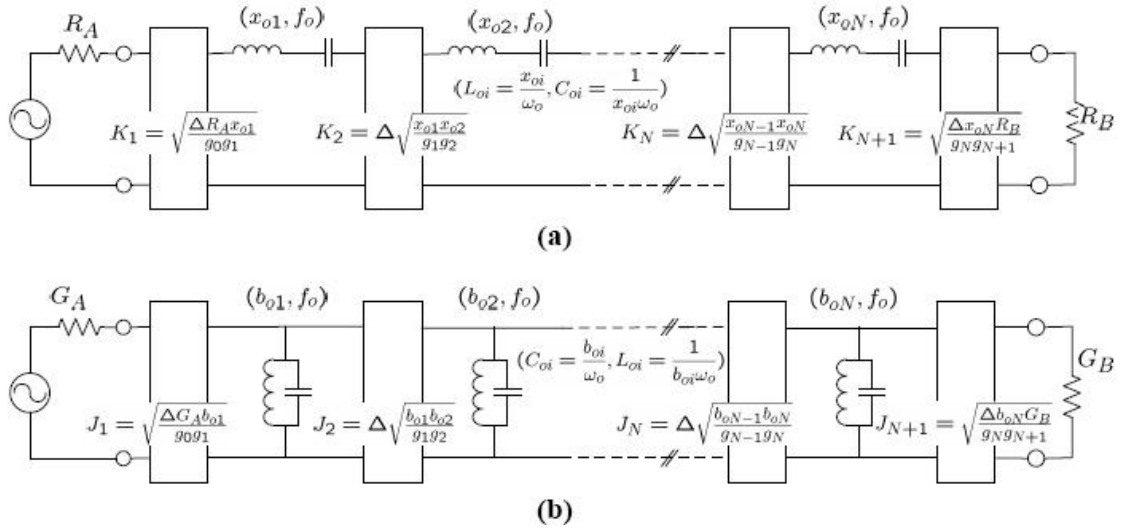 (x_{o1}, f_o)
(x_{o2}, f_o)
(x_{oN}, f_o)
R_A
(L_{oi} = \frac{x_{oi}}{\omega_o}, C_{oi} = \frac{1}{x_{oi}\omega_o})
K_1 = \sqrt{\frac{\Delta R_A x_{o1}}{g_0 g_1}}
K_2 = \Delta\sqrt{\frac{x_{o1} x_{o2}}{g_1 g_2}}
K_N = \Delta\sqrt{\frac{x_{oN-1} x_{oN}}{g_{N-1} g_N}}
K_{N+1} = \sqrt{\frac{\Delta x_{oN} R_B}{g_N g_{N+1}}}
R_B
(a)
(b_{o1}, f_o)
(b_{o2}, f_o)
(b_{oN}, f_o)
G_A
(C_{oi} = \frac{b_{oi}}{\omega_o}, L_{oi} = \frac{1}{b_{oi}\omega_o})
G_B
J_1 = \sqrt{\frac{\Delta G_A b_{o1}}{g_0 g_1}}
J_2 = \Delta\sqrt{\frac{b_{o1} b_{o2}}{g_1 g_2}}
J_N = \Delta\sqrt{\frac{b_{oN-1} b_{oN}}{g_{N-1} g_N}}
J_{N+1} = \sqrt{\frac{\Delta b_{oN} G_B}{g_N g_{N+1}}}
(b)